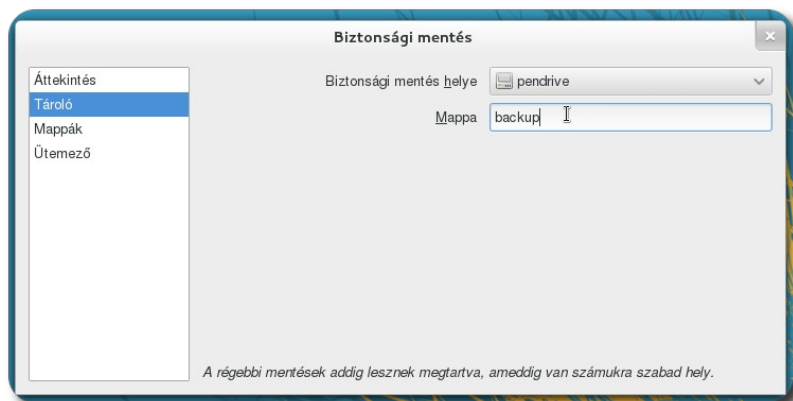 Biztonsági mentés
Áttekintés
Tároló
Mappák
Ütemező
Biztonsági mentés helye pendrive
Mappa backup
A régebbi mentések addig lesznek megtartva, ameddig van számukra szabad hely.